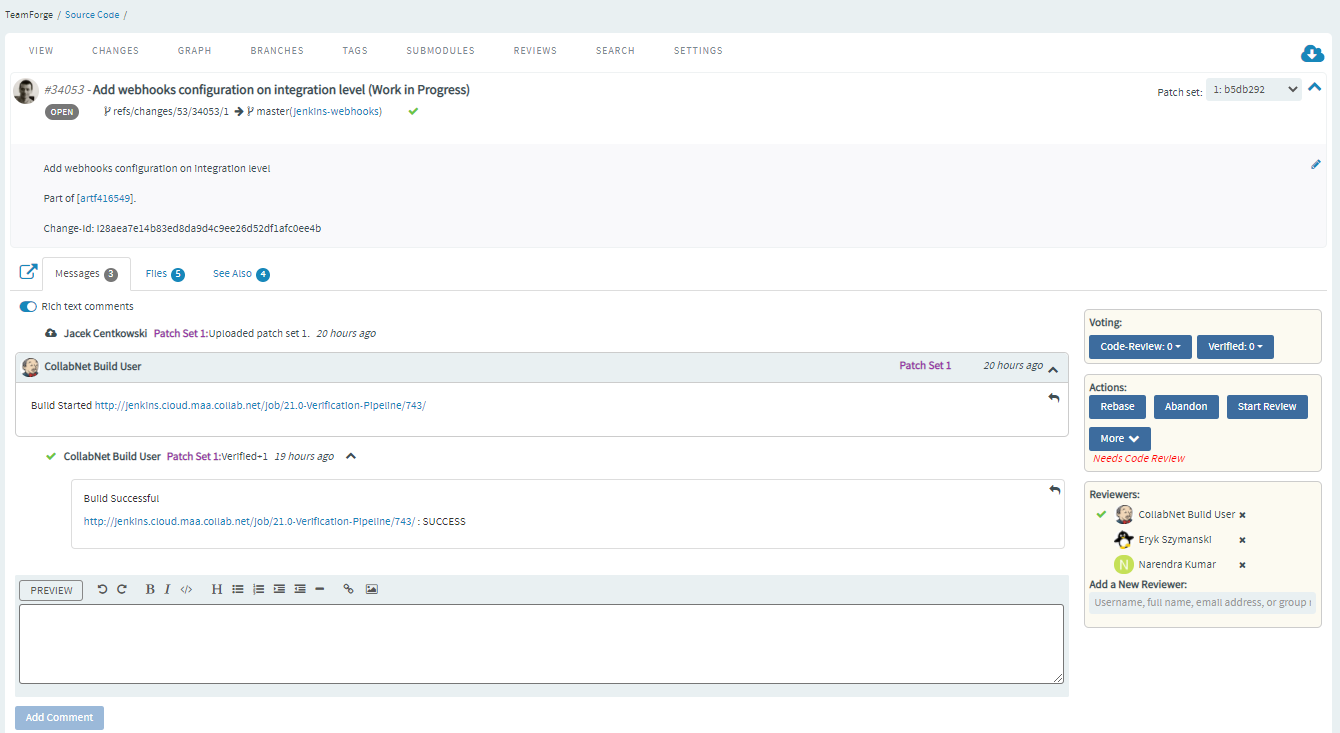 TeamForge / Source Code /
VIEW CHANGES GRAPH BRANCHES TAGS SUBMODULES REVIEWS SEARCH SETTINGS
#34053 - Add webhooks configuration on integration level (Work in Progress)
Patch set: 1: b5db292
OPEN refs/changes/53/34053/1 master(jenkins-webhooks)
Add webhooks configuration on integration level
Part of [artf416549].
Change-Id: I28aea7e14b83ed8da9d4c9ee26d52df1afc0ee4b
Messages 3 Files 5 See Also 4
Rich text comments
Jacek Centkowski Patch Set 1:Uploaded patch set 1. 20 hours ago
CollabNet Build User Patch Set 1 20 hours ago
Build Started http://jenkins.cloud.maa.collab.net/job/21.0-Verification-Pipeline/743/
CollabNet Build User Patch Set 1:Verified+1 19 hours ago
Build Successful
http://jenkins.cloud.maa.collab.net/job/21.0-Verification-Pipeline/743/ : SUCCESS
PREVIEW B I </> H
Add Comment
Voting:
Code-Review: 0 Verified: 0
Actions:
Rebase Abandon Start Review
More
Needs Code Review
Reviewers:
CollabNet Build User
Eryk Szymanski
N Narendra Kumar
Add a New Reviewer:
Username, full name, email address, or group